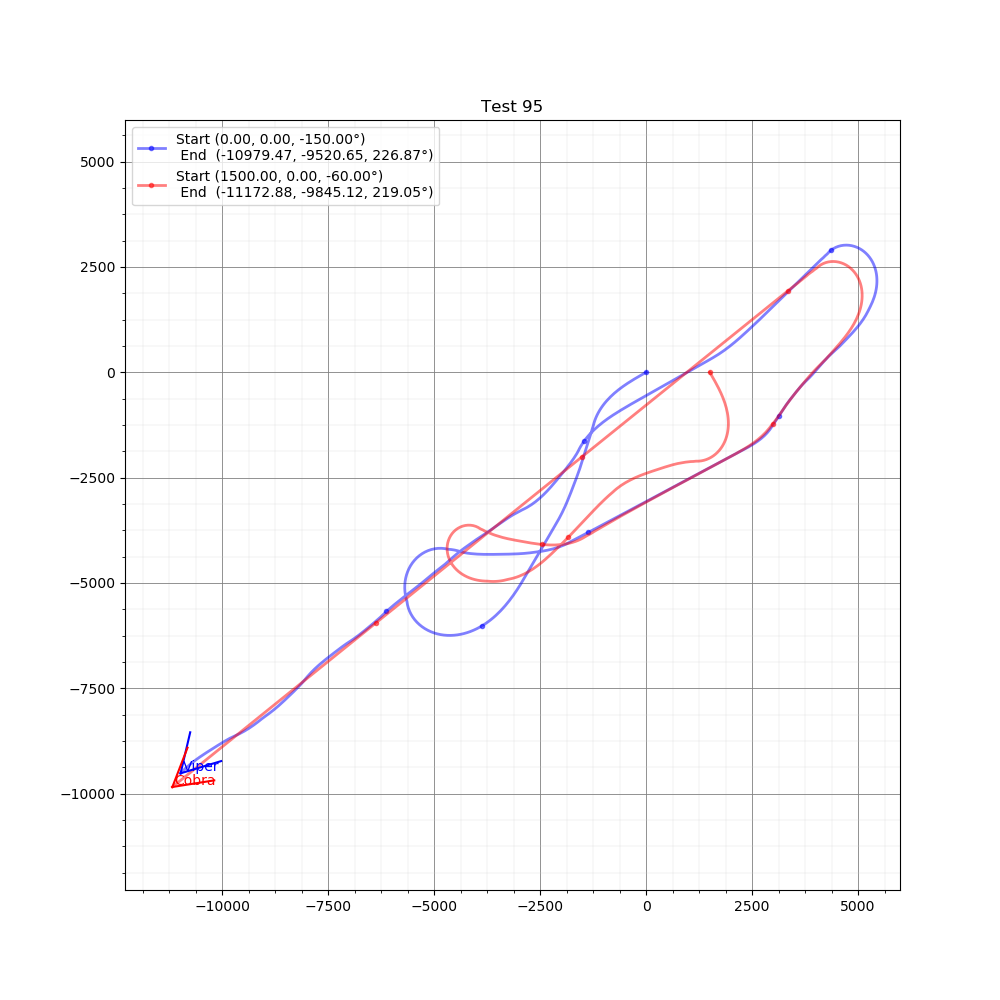 Test 95
Start (0.00, 0.00, -150.00°)
End (-10979.47, -9520.65, 226.87°)
Start (1500.00, 0.00, -60.00°)
End (-11172.88, -9845.12, 219.05°)
5000
2500
0
−2500
−5000
−7500
−10000
Viper
Cobra
−10000 −7500 −5000 −2500 0 2500 5000